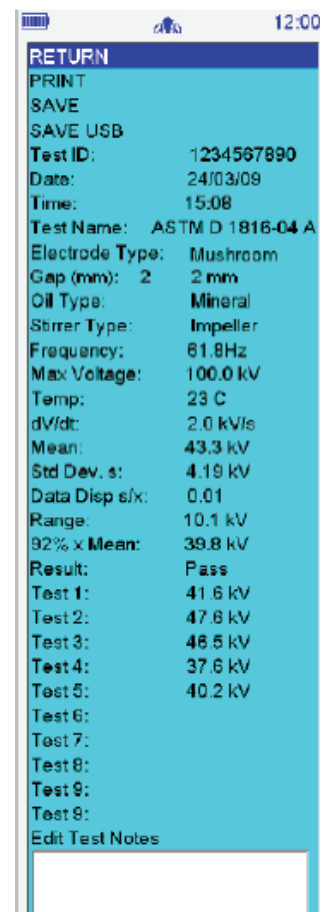 12:00
RETURN
PRINT
SAVE
SAVE USB
Test ID: 1234567890
Date: 24/03/09
Time: 15:08
Test Name: ASTM D 1816-04 A
Electrode Type: Mushroom
Gap (mm): 2 2 mm
Oil Type: Mineral
Stirrer Type: Impeller
Frequency: 61.8Hz
Max Voltage: 100.0 kV
Temp: 23 C
dV/dt: 2.0 kV/s
Mean: 43.3 kV
Std Dev. s: 4.19 kV
Data Disp s/x: 0.01
Range: 10.1 kV
92% x Mean: 39.8 kV
Result: Pass
Test 1: 41.6 kV
Test 2: 47.6 kV
Test 3: 46.5 kV
Test 4: 37.6 kV
Test 5: 40.2 kV
Test 6:
Test 7:
Test 8:
Test 9:
Test 9:
Edit Test Notes